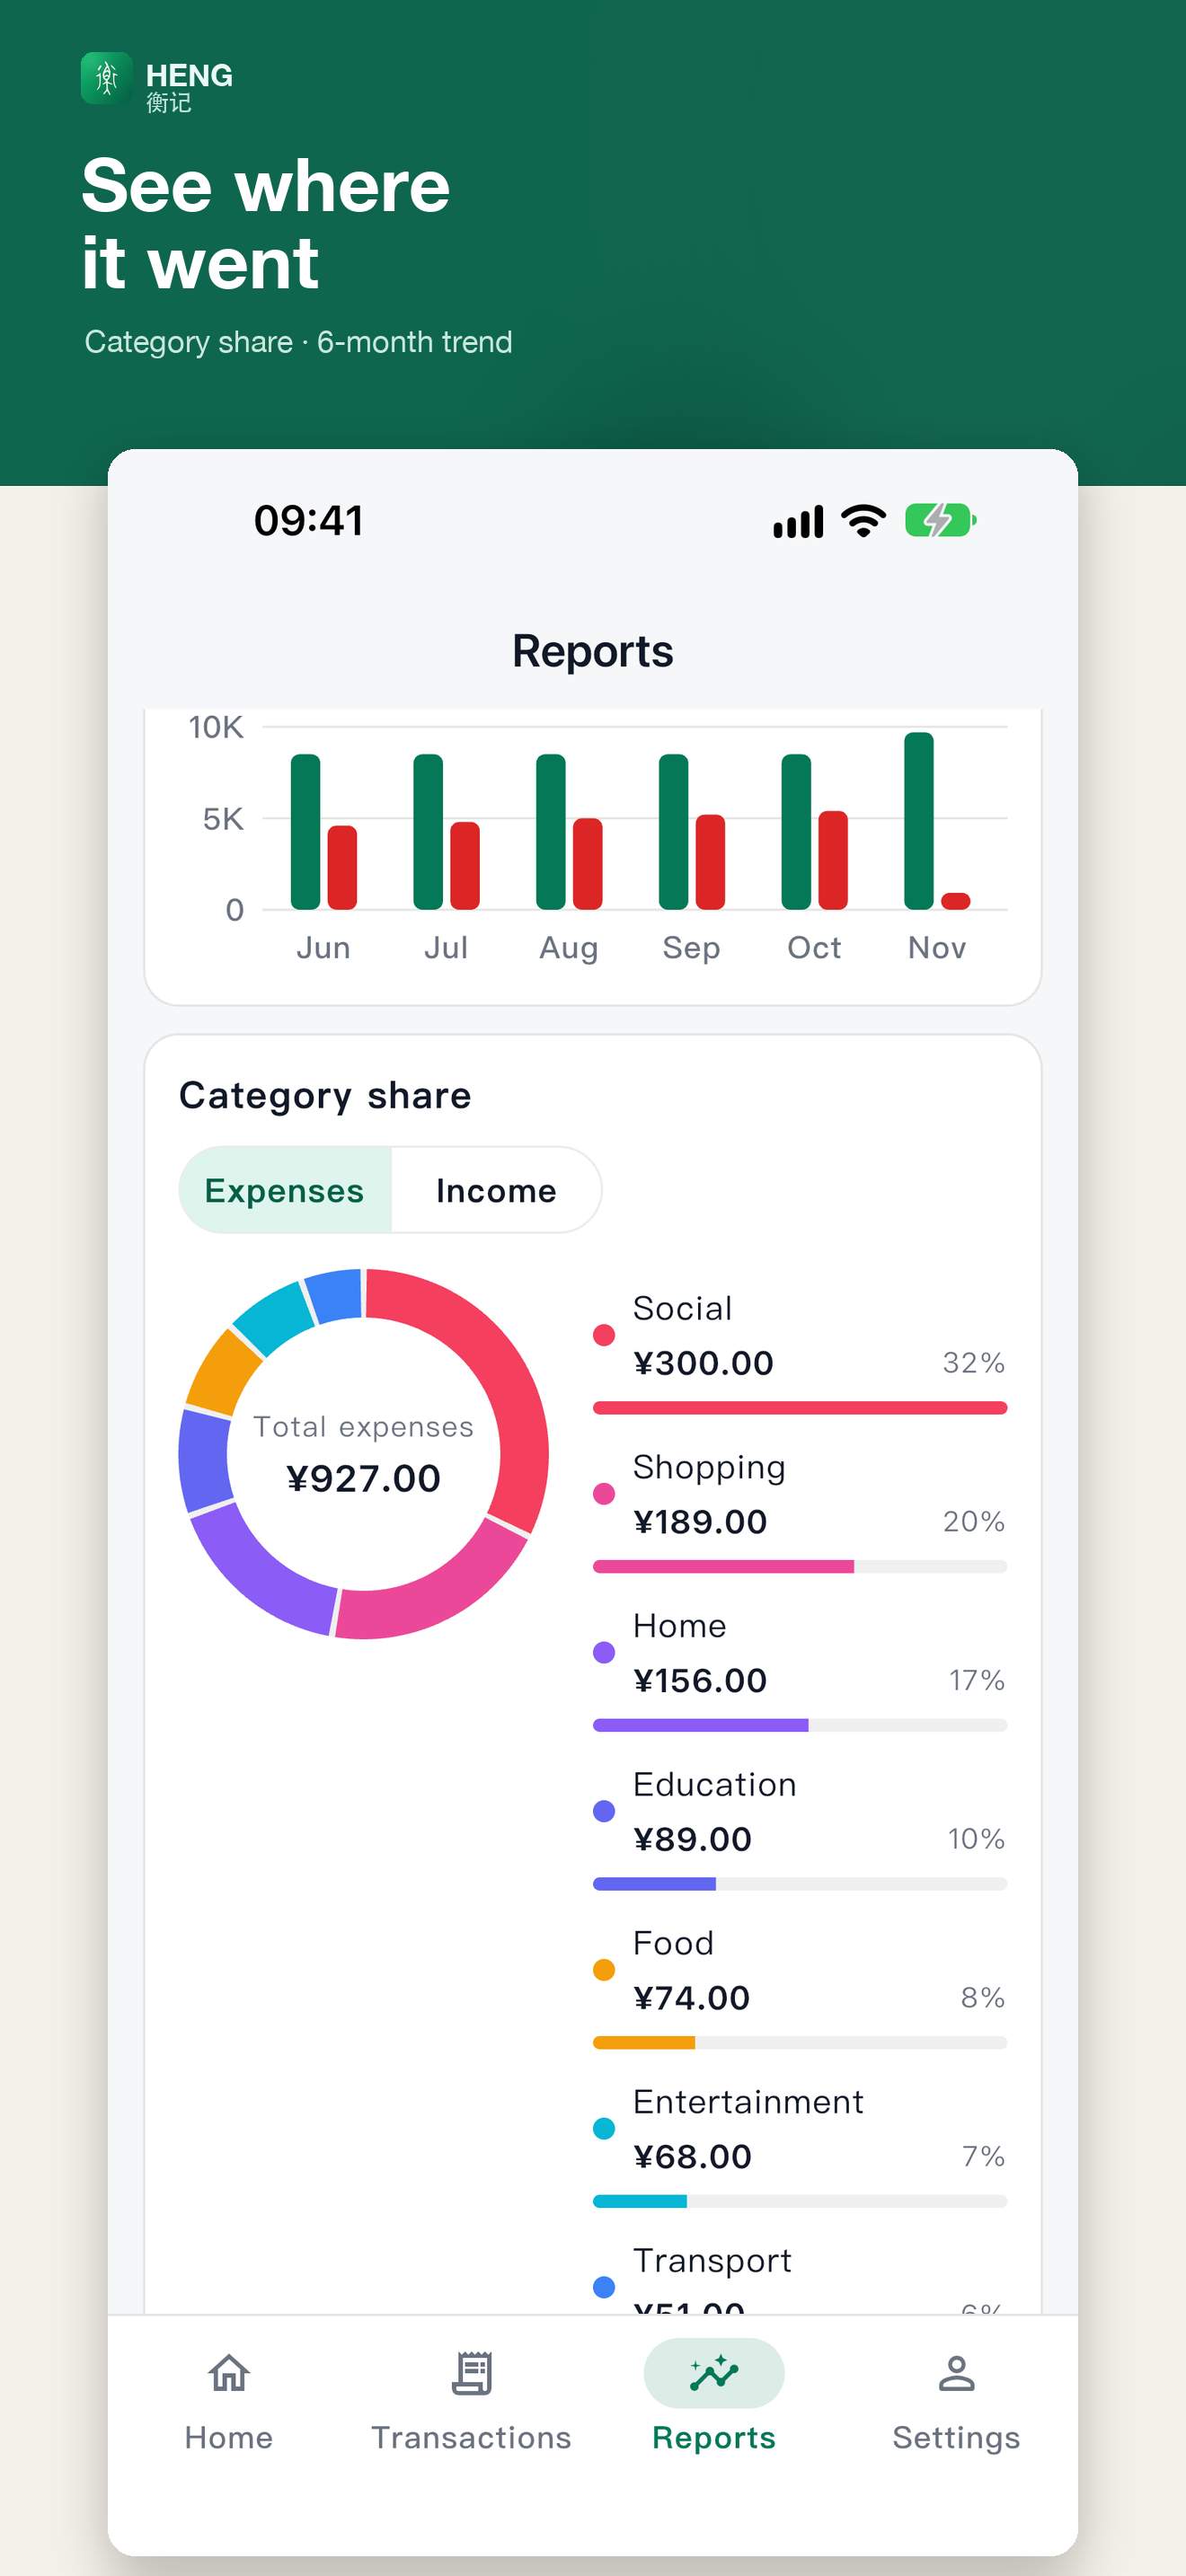 HENG
衡记
See where
it went
Category share · 6-month trend
09:41
Reports
10K
5K
0
Jun Jul Aug Sep Oct Nov
Category share
Expenses Income
Total expenses
¥927.00
Social
¥300.00 32%
Shopping
¥189.00 20%
Home
¥156.00 17%
Education
¥89.00 10%
Food
¥74.00 8%
Entertainment
¥68.00 7%
Transport
¥51.00 6%
Home Transactions Reports Settings